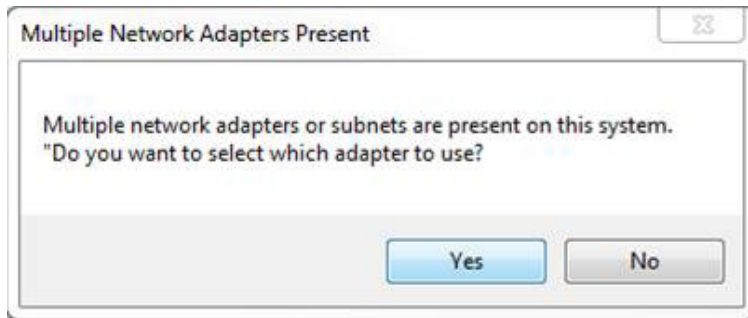 Multiple Network Adapters Present
Multiple network adapters or subnets are present on this system.
"Do you want to select which adapter to use?
Yes
No